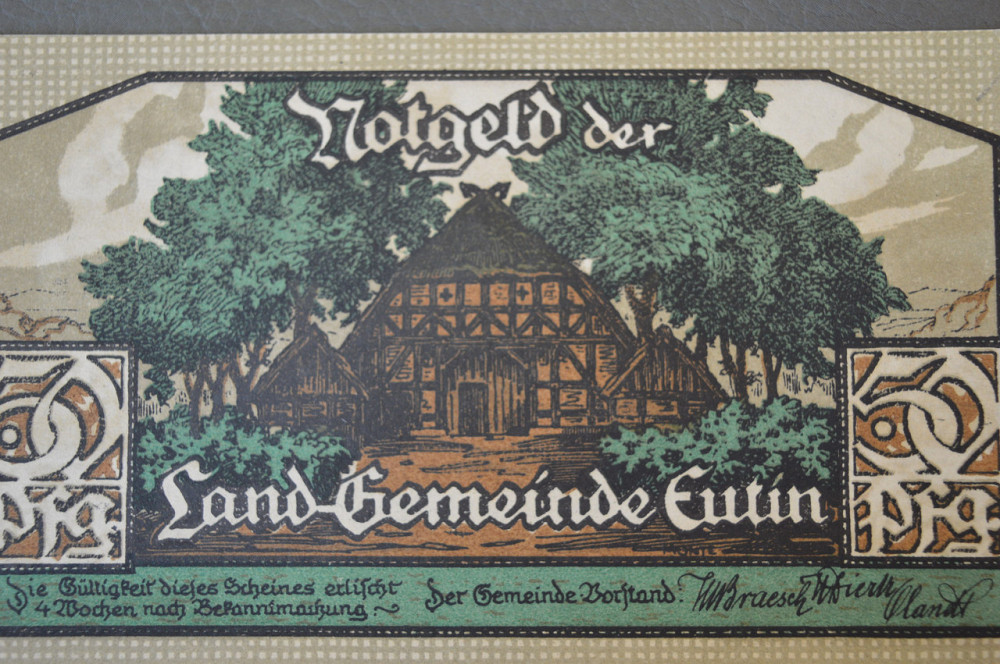 Notgeld der
Land-Gemeinde Eutin
50
Pfg
50
Pfg
Die Gültigkeit dieses Scheines erlischt
4 Wochen nach Bekanntmachung
Der Gemeinde Vorstand: